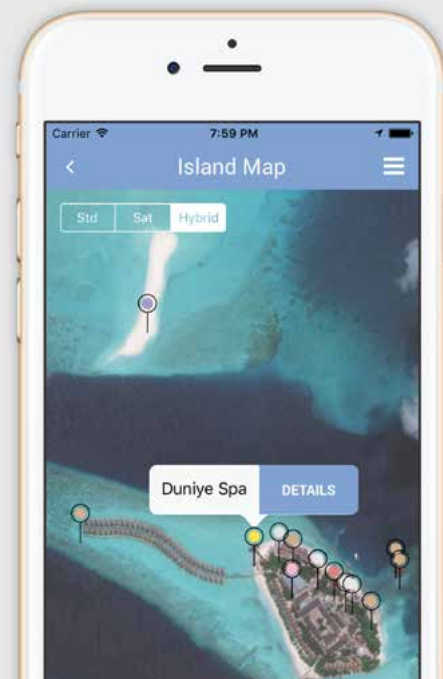 Carrier 7:59 PM
Island Map
Std Sat Hybrid
Duniye Spa DETAILS